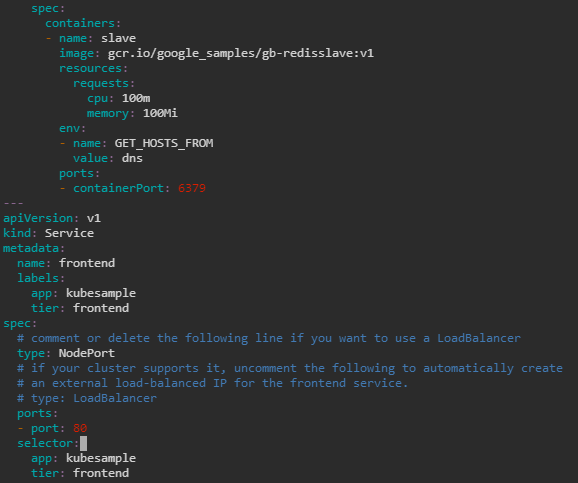 spec:
      containers:
      - name: slave
        image: gcr.io/google_samples/gb-redisslave:v1
        resources:
          requests:
            cpu: 100m
            memory: 100Mi
        env:
        - name: GET_HOSTS_FROM
          value: dns
        ports:
        - containerPort: 6379
---
apiVersion: v1
kind: Service
metadata:
  name: frontend
  labels:
    app: kubesample
    tier: frontend
spec:
  # comment or delete the following line if you want to use a LoadBalancer
  type: NodePort
  # if your cluster supports it, uncomment the following to automatically create
  # an external load-balanced IP for the frontend service.
  # type: LoadBalancer
  ports:
  - port: 80
  selector:
    app: kubesample
    tier: frontend